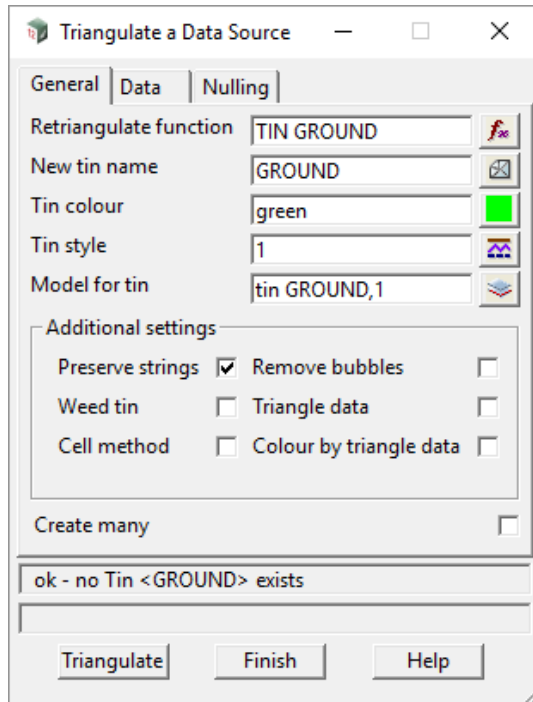 Triangulate a Data Source
General Data Nulling
Retriangulate function TIN GROUND
New tin name GROUND
Tin colour green
Tin style 1
Model for tin tin GROUND,1
Additional settings
Preserve strings Remove bubbles
Weed tin Triangle data
Cell method Colour by triangle data
Create many
ok - no Tin <GROUND> exists
Triangulate Finish Help